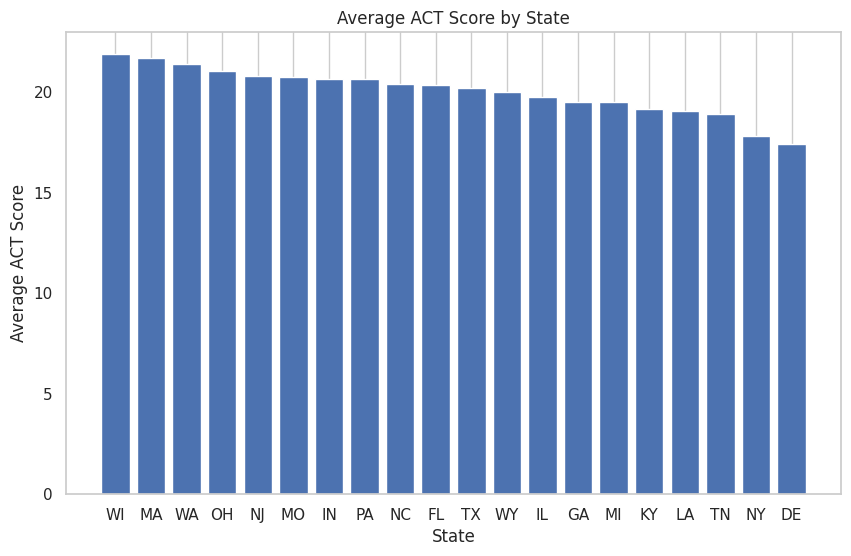 Average ACT Score by State
Average ACT Score
20
15
10
5
0
WI MA WA OH NJ MO IN PA NC FL TX WY IL GA MI KY LA TN NY DE
State